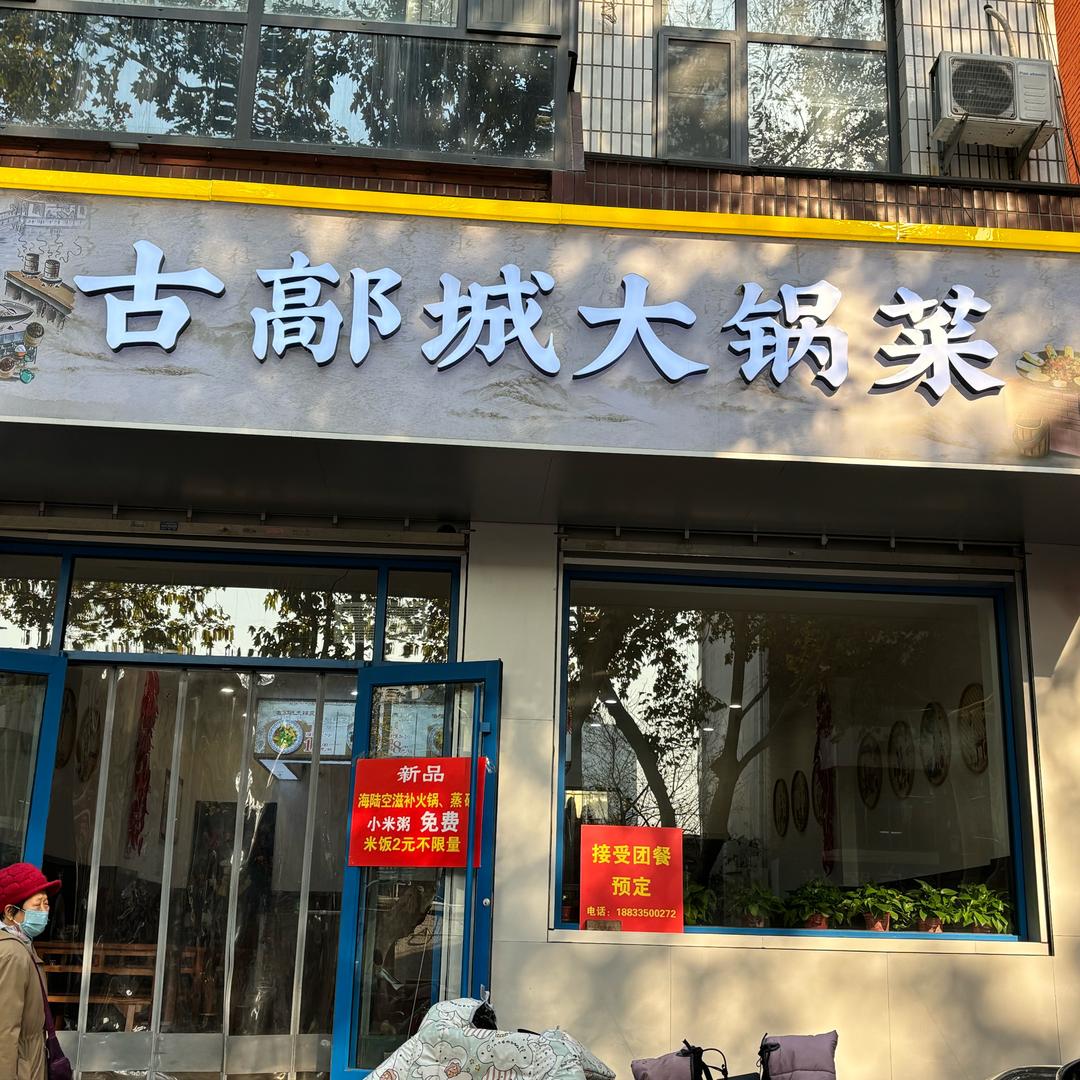 古鄗城大锅菜
新品
海陆空滋补火锅、蒸
小米粥 免费
米饭2元不限量
接受团餐
预定
电话：18833500272